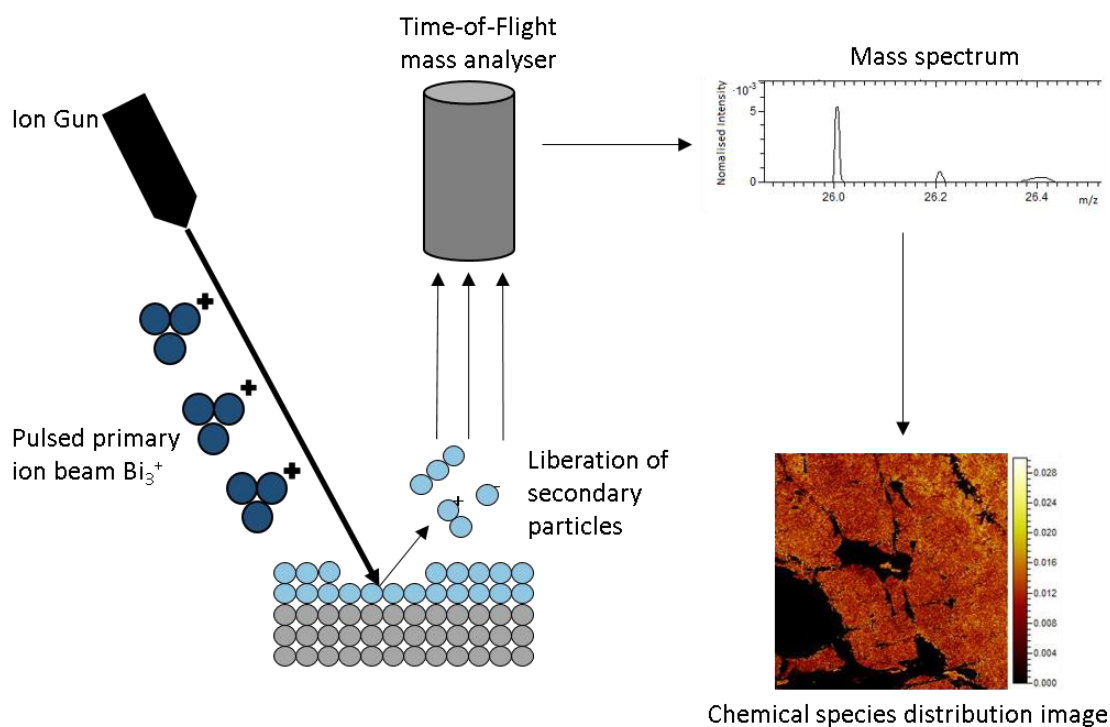 Time-of-Flight
mass analyser
Mass spectrum
Ion Gun
·10⁻³
5
0
Nomalised Intensity
26.0
26.2
26.4
m/z
Pulsed primary
ion beam Bi₃⁺
Liberation of
secondary
particles
+
-
0.028
0.024
0.020
0.016
0.012
0.008
0.004
0.000
Chemical species distribution image